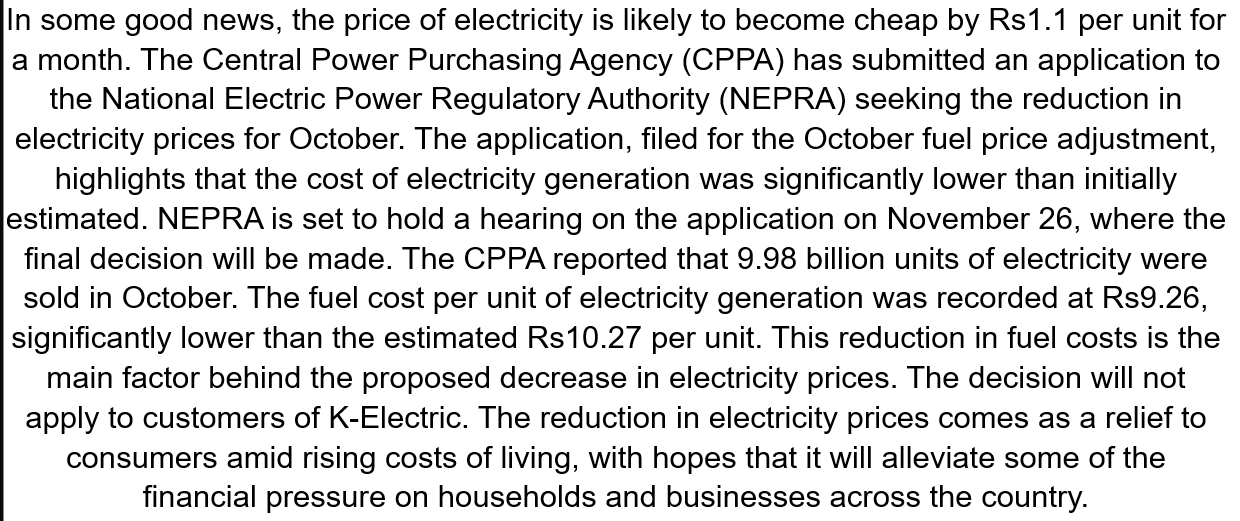 In some good news, the price of electricity is likely to become cheap by Rs1.1 per unit for
a month. The Central Power Purchasing Agency (CPPA) has submitted an application to
the National Electric Power Regulatory Authority (NEPRA) seeking the reduction in
electricity prices for October. The application, filed for the October fuel price adjustment,
highlights that the cost of electricity generation was significantly lower than initially
estimated. NEPRA is set to hold a hearing on the application on November 26, where the
final decision will be made. The CPPA reported that 9.98 billion units of electricity were
sold in October. The fuel cost per unit of electricity generation was recorded at Rs9.26,
significantly lower than the estimated Rs10.27 per unit. This reduction in fuel costs is the
main factor behind the proposed decrease in electricity prices. The decision will not
apply to customers of K-Electric. The reduction in electricity prices comes as a relief to
consumers amid rising costs of living, with hopes that it will alleviate some of the
financial pressure on households and businesses across the country.